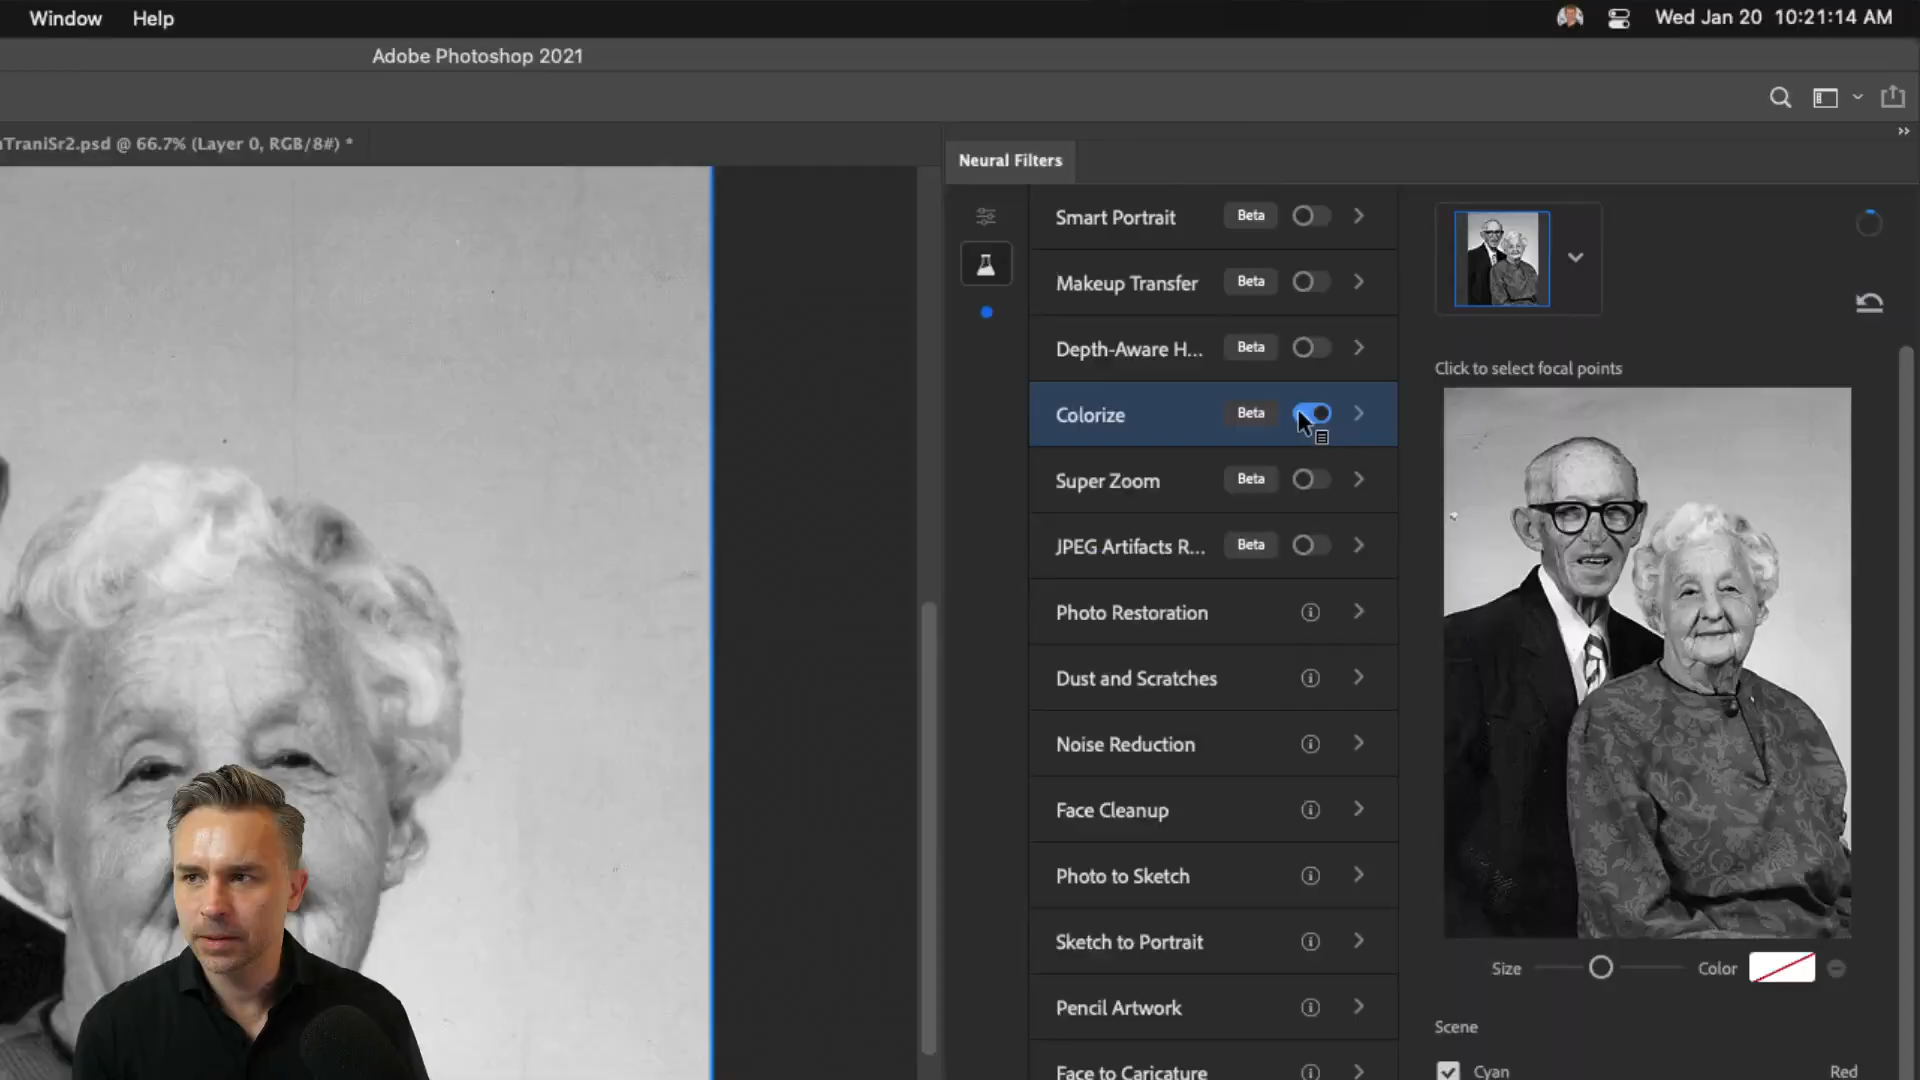 Window Help Wed Jan 20 10:21:14 AM
Adobe Photoshop 2021
TraniSr2.psd @ 66.7% (Layer 0, RGB/8#) *
Neural Filters
Smart Portrait Beta
Makeup Transfer Beta
Depth-Aware H... Beta
Colorize Beta
Super Zoom Beta
JPEG Artifacts R... Beta
Photo Restoration
Dust and Scratches
Noise Reduction
Face Cleanup
Photo to Sketch
Sketch to Portrait
Pencil Artwork
Face to Caricature
Click to select focal points
Size Color
Scene
Cyan Red